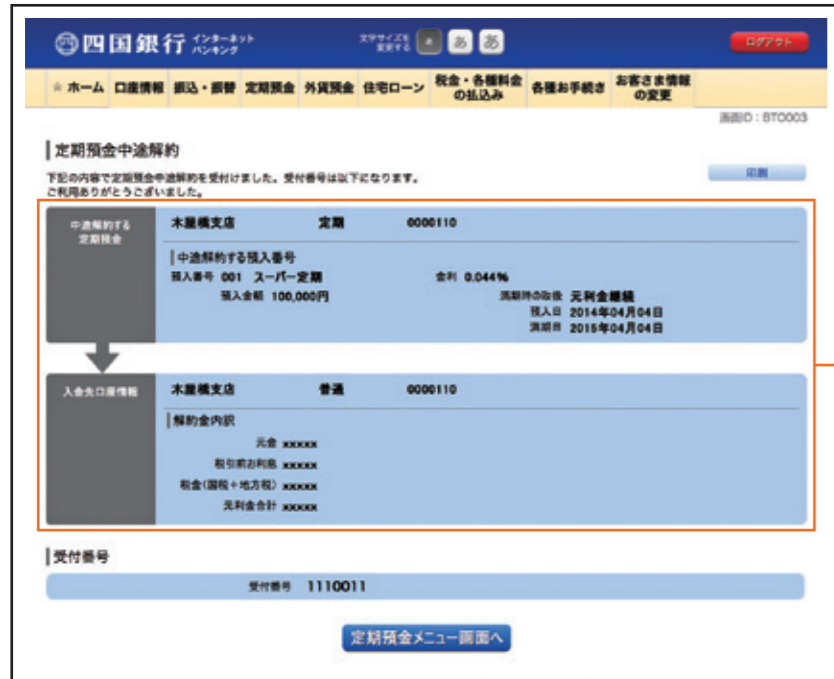 四国銀行 インターネットバンキング
文字サイズを変更する あ あ あ
ログアウト
ホーム 口座情報 振込・振替 定期預金 外貨預金 住宅ローン 税金・各種料金の払込み 各種お手続き お客さま情報の変更
画面ID：BTO003
定期預金中途解約
下記の内容で定期預金中途解約を受付けました。受付番号は以下になります。
ご利用ありがとうございました。
印刷
中途解約する
定期預金
木屋橋支店 定期 0000110
中途解約する預入番号
預入番号 001 スーパー定期 金利 0.044%
預入金額 100,000円 満期時の取扱 元利金継続
預入日 2014年04月04日
満期日 2015年04月04日
入金先口座情報
木屋橋支店 普通 0000110
解約金内訳
元金 xxxxx
税引前お利息 xxxxx
税金（国税＋地方税） xxxxx
元利金合計 xxxxx
受付番号
受付番号 1110011
定期預金メニュー画面へ